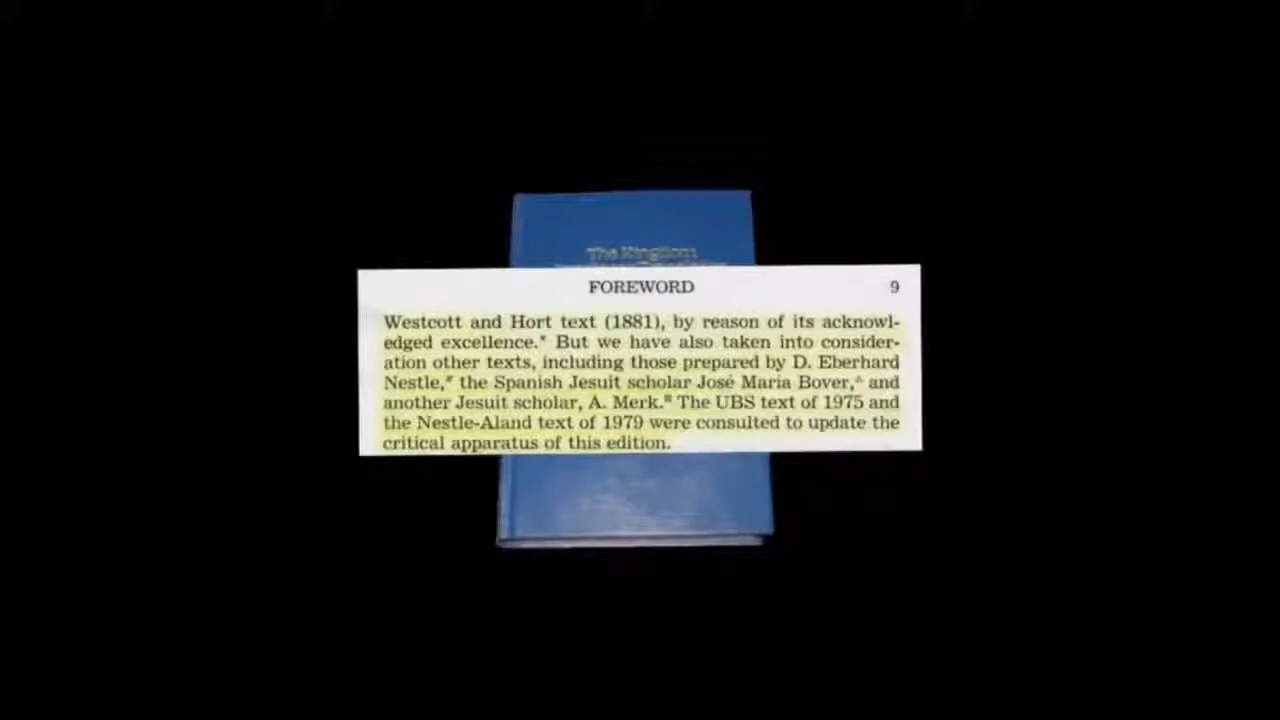 The Kingdom
FOREWORD 9
Westcott and Hort text (1881), by reason of its acknowl-
edged excellence.* But we have also taken into consider-
ation other texts, including those prepared by D. Eberhard
Nestle,# the Spanish Jesuit scholar José Maria Bover,△ and
another Jesuit scholar, A. Merk.□ The UBS text of 1975 and
the Nestle-Aland text of 1979 were consulted to update the
critical apparatus of this edition.